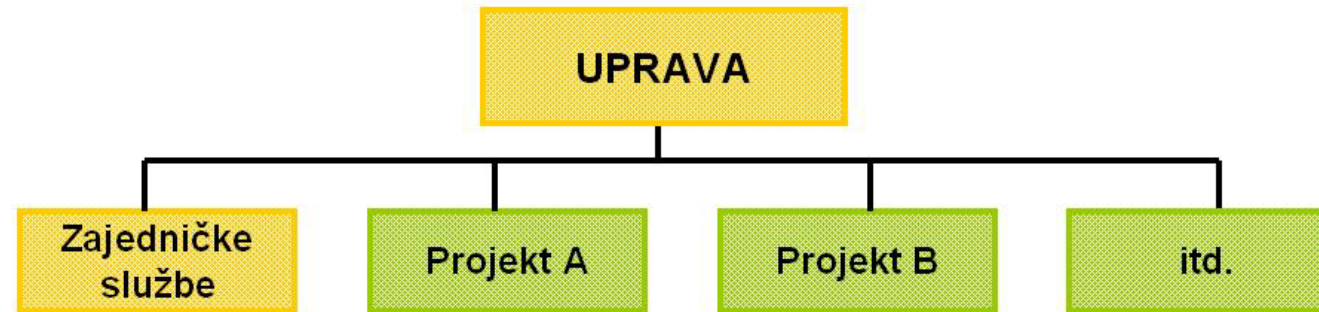 UPRAVA
Zajedničke
službe
Projekt A
Projekt B
itd.